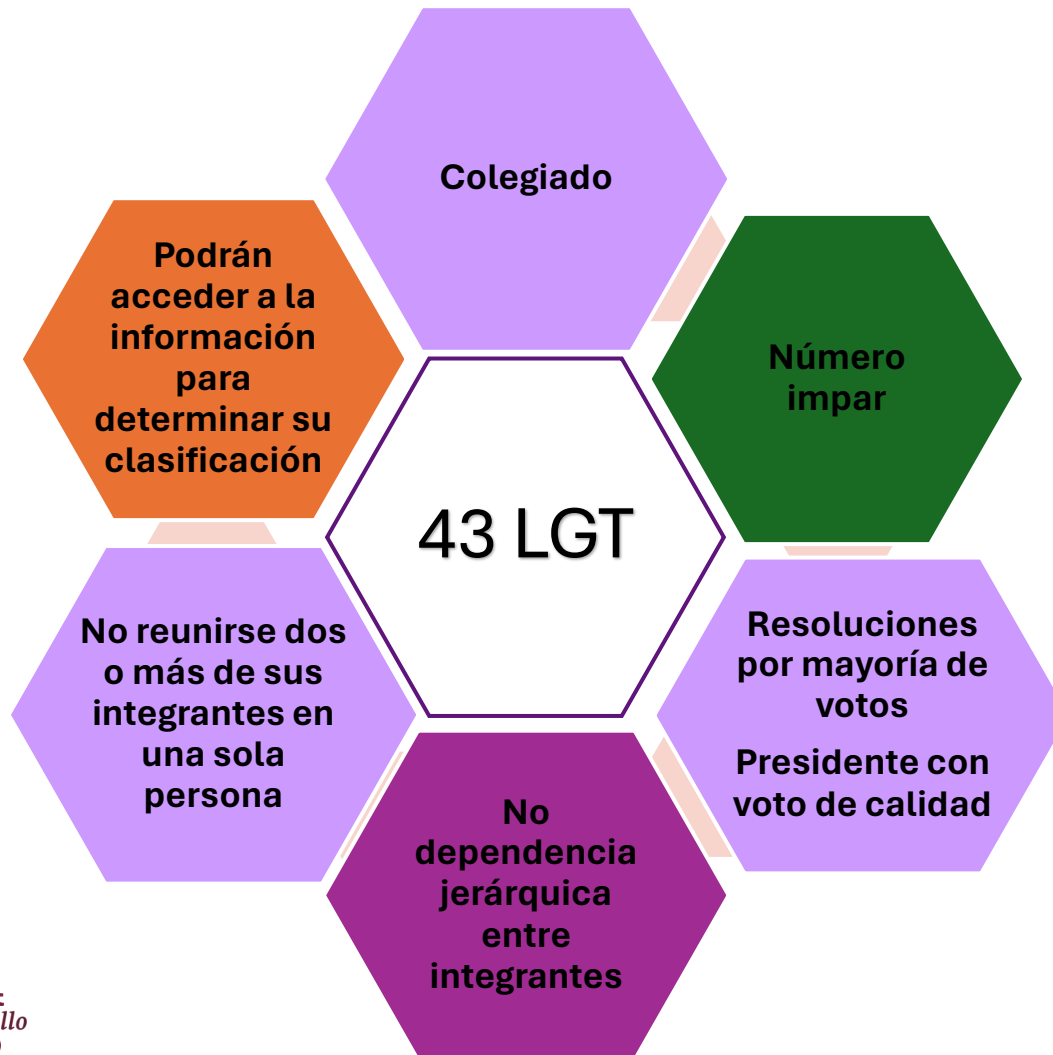 Colegiado
Número
impar
Resoluciones
por mayoría de
votos
Presidente con
voto de calidad
No
dependencia
jerárquica
entre
integrantes
No reunirse dos
o más de sus
integrantes en
una sola
persona
Podrán
acceder a la
información
para
determinar su
clasificación
43 LGT
llo